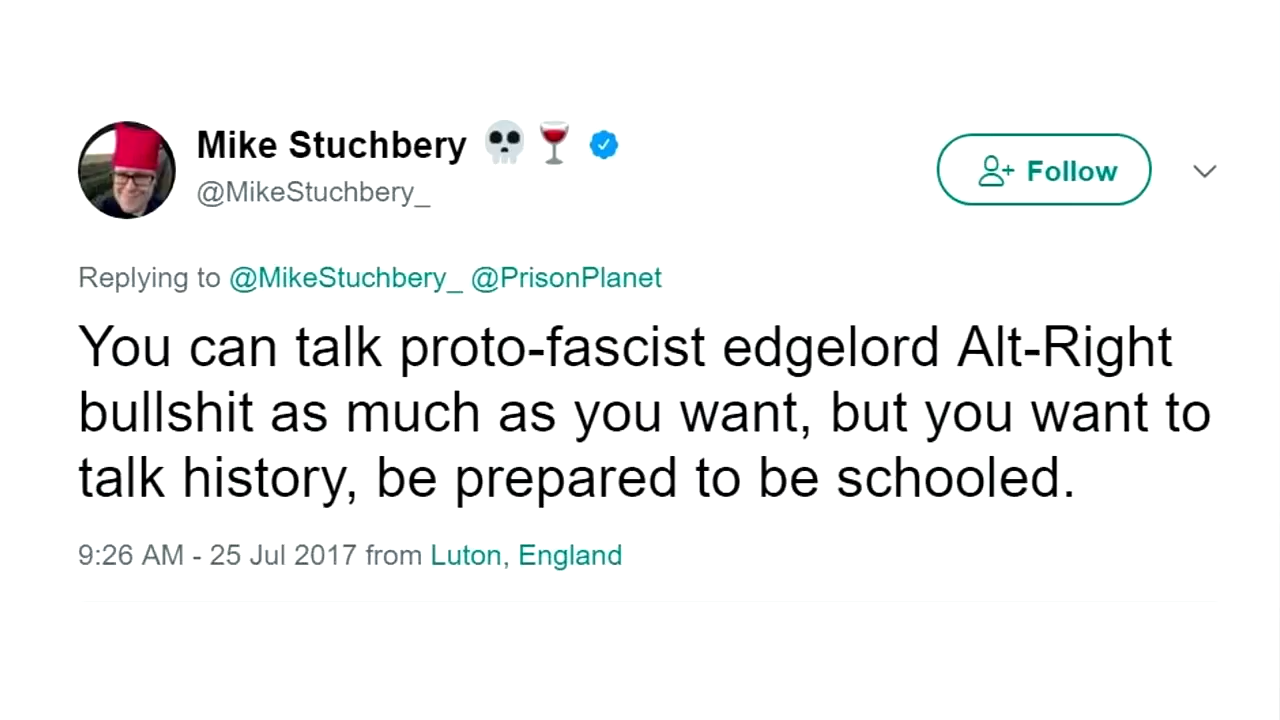 Mike Stuchbery 💀🍷
@MikeStuchbery_
Follow
Replying to @MikeStuchbery_ @PrisonPlanet
You can talk proto-fascist edgelord Alt-Right
bullshit as much as you want, but you want to
talk history, be prepared to be schooled.
9:26 AM - 25 Jul 2017 from Luton, England